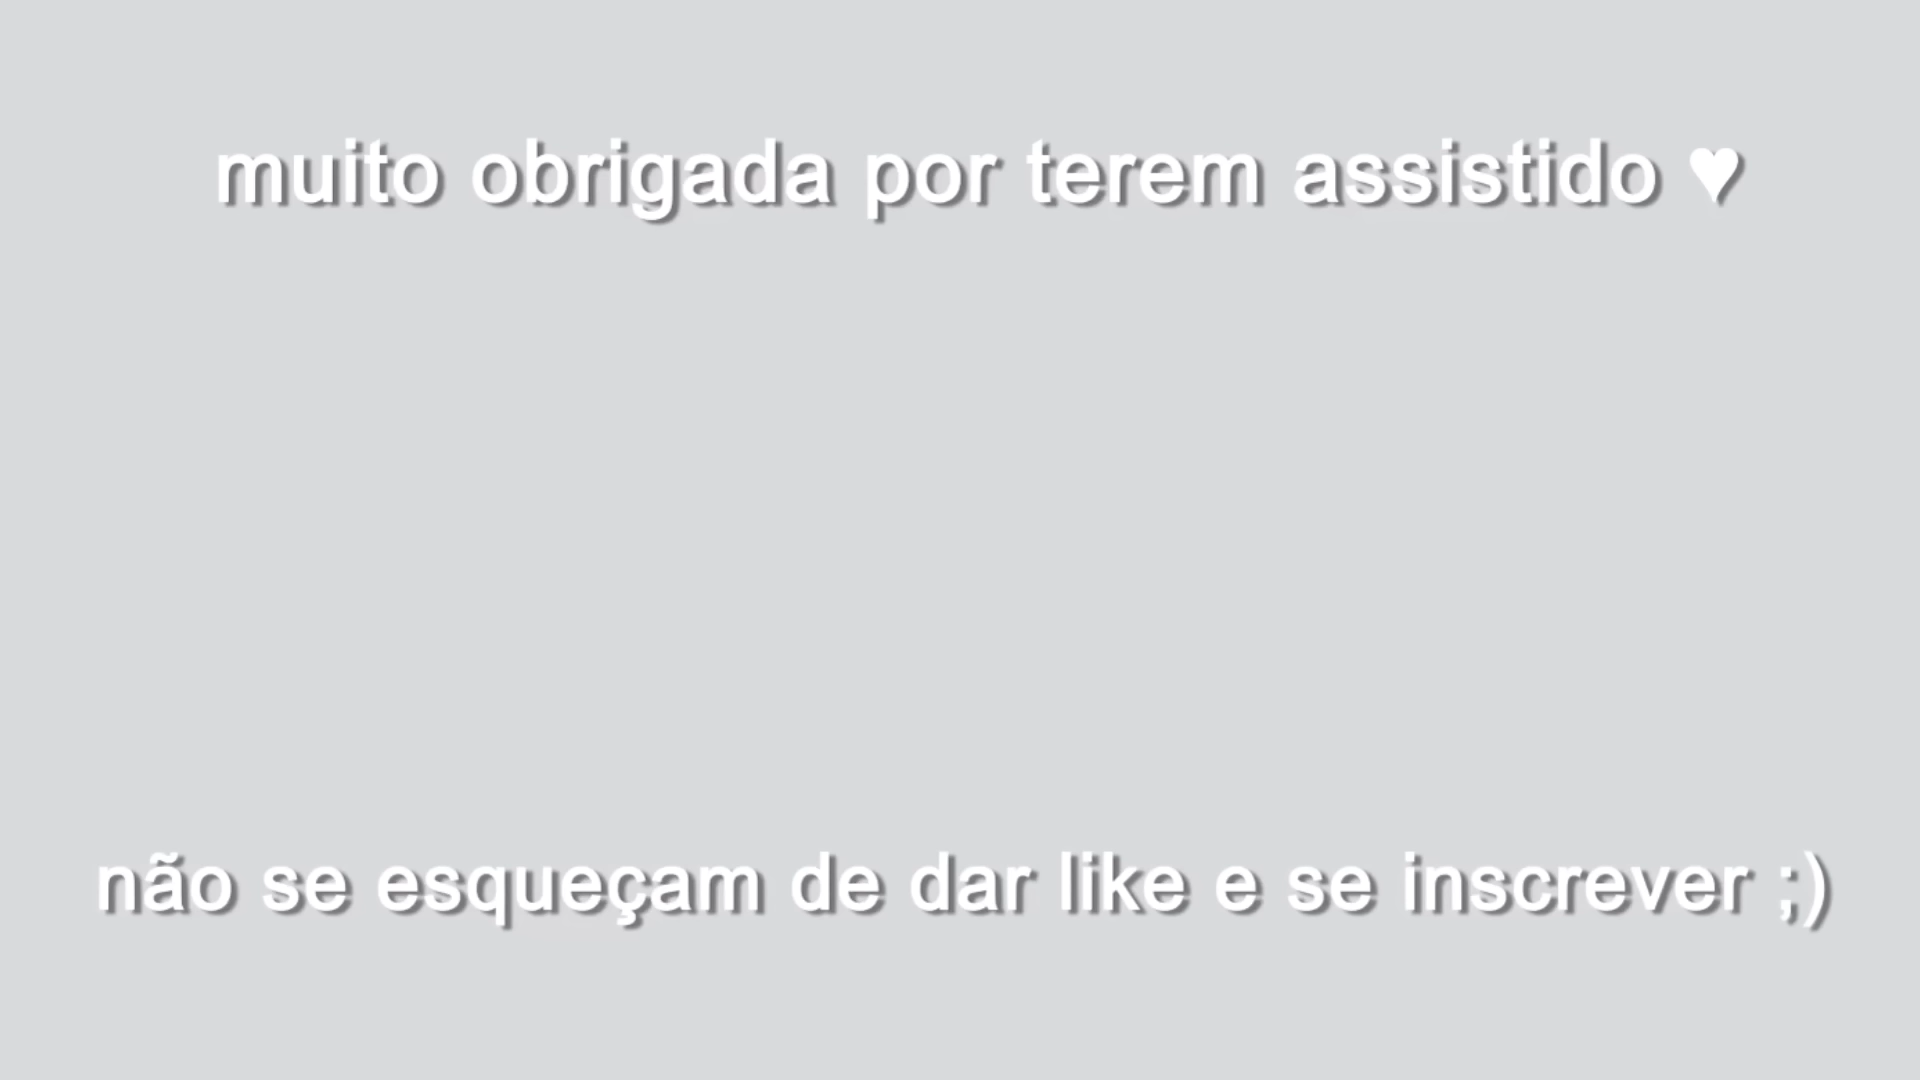 muito obrigada por terem assistido ♥
não se esqueçam de dar like e se inscrever ;)